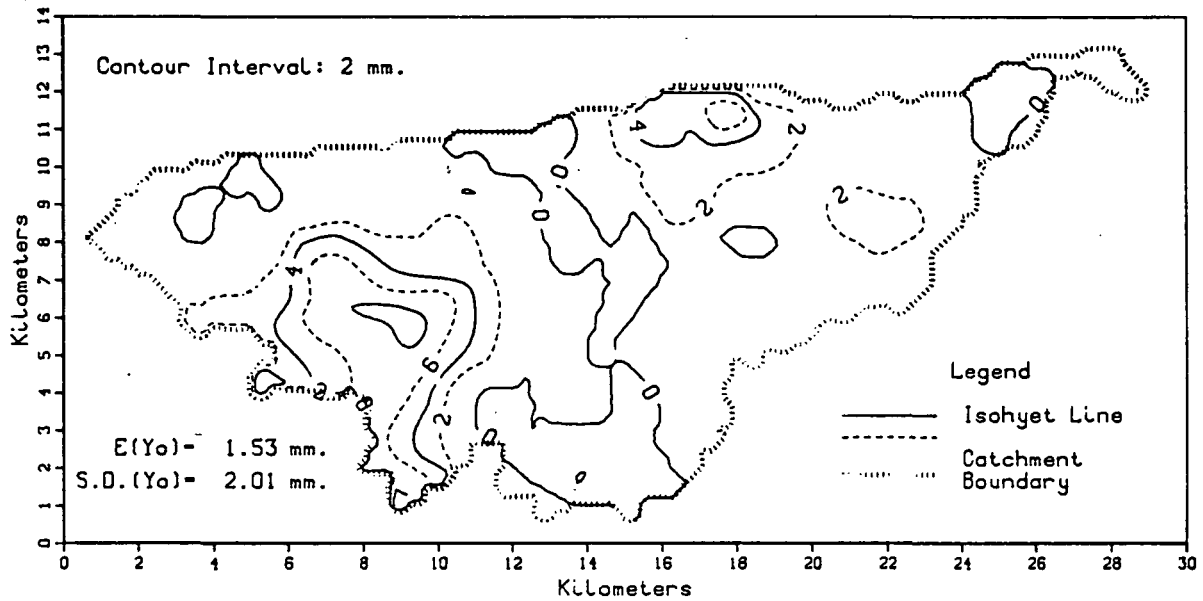 14
13
12
11
10
9
8
7
6
5
4
3
2
1
0
Kilometers
Contour Interval: 2 mm.
4
2
0
0
0
2
2
4
6
2
0
0
Legend
Isohyet Line
Catchment
Boundary
E(Yo)= 1.53 mm.
S.D.(Yo)= 2.01 mm.
0 2 4 6 8 10 12 14 16 18 20 22 24 26 28 30
Kilometers